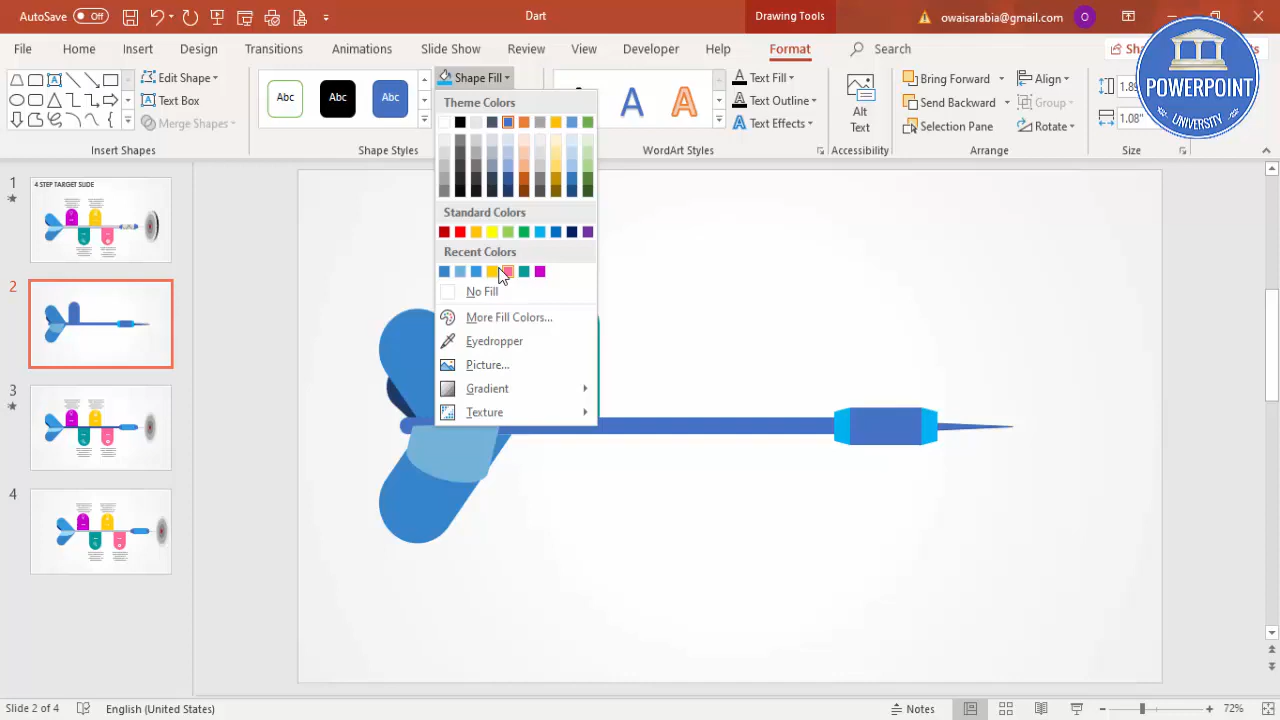 AutoSave Off
Dart
Drawing Tools
owaisarabia@gmail.com
O
File Home Insert Design Transitions Animations Slide Show Review View Developer Help Format Search
Edit Shape
Text Box
Merge Shapes
Insert Shapes
Abc Abc Abc
Shape Styles
Shape Fill
Theme Colors
Standard Colors
Recent Colors
No Fill
More Fill Colors...
Eyedropper
Picture...
Gradient
Texture
A A
Text Fill
Text Outline
Text Effects
WordArt Styles
Alt
Text
Accessibility
Bring Forward
Send Backward
Selection Pane
Align
Group
Rotate
Arrange
1.08"
Size
POWERPOINT
UNIVERSITY
1
4 STEP TARGET SLIDE
2
3
4
Slide 2 of 4
English (United States)
Notes
72%